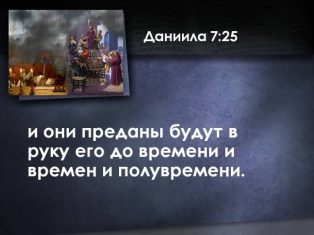 Даниила 7:25
и они преданы будут в
руку его до времени и
времен и полувремени.